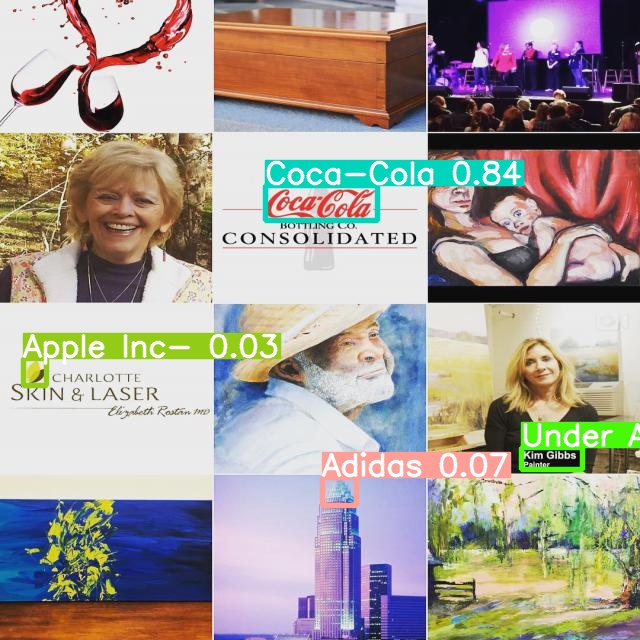 Coca-Cola 0.84
Coca-Cola
BOTTLING CO.
CONSOLIDATED
Apple Inc- 0.03
CHARLOTTE
SKIN & LASER
Elizabeth Rostan MD
Under A
Kim Gibbs
Painter
Adidas 0.07